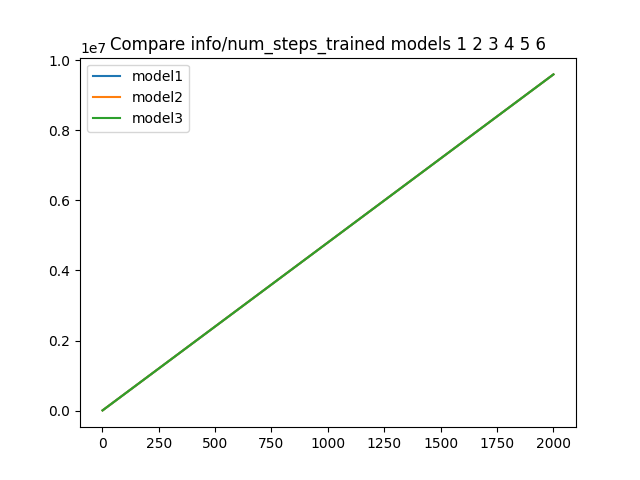 Compare info/num_steps_trained models 1 2 3 4 5 6
1e7
model1
model2
model3
1.0
0.8
0.6
0.4
0.2
0.0
0 250 500 750 1000 1250 1500 1750 2000